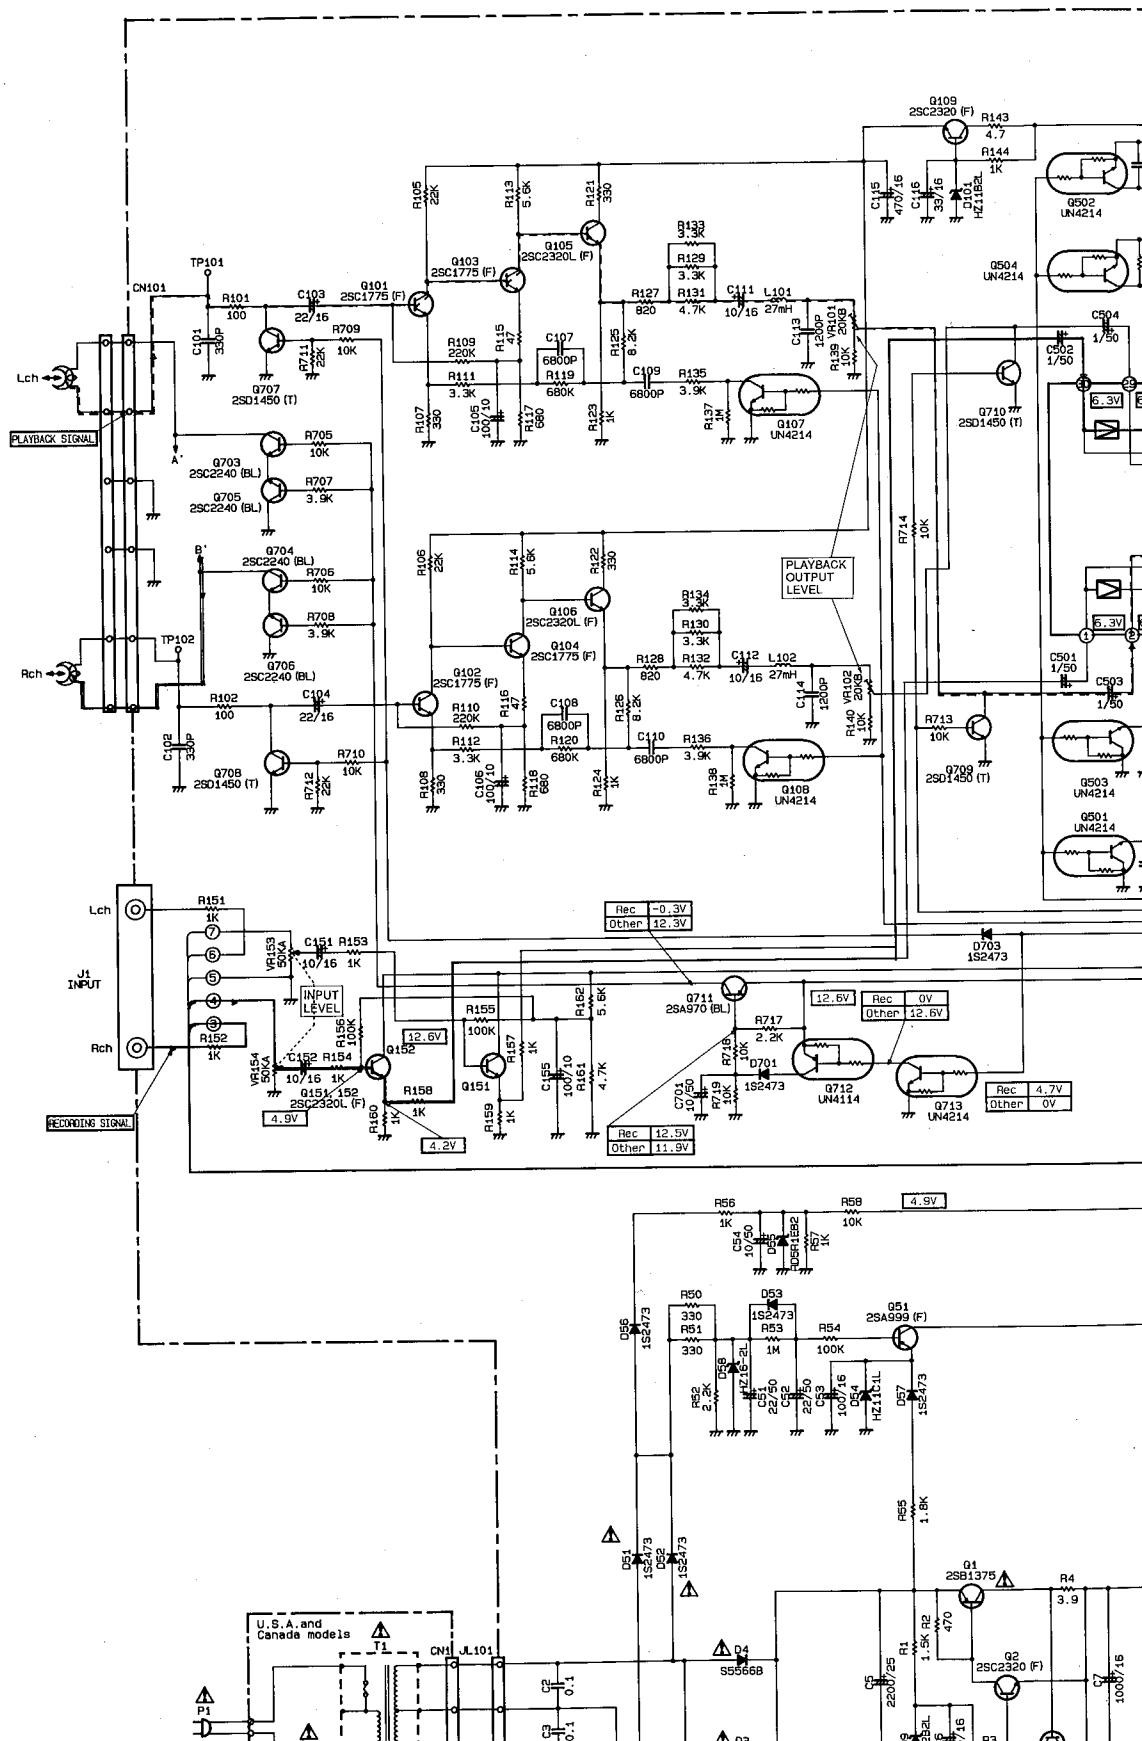 Q109
2SC2320 (F)
R143
4.7
R144
1K
C115
470/16
C116
33/16
D101
HZ11B2L
Q502
UN4214
Q504
UN4214
R105
22K
R113
5.6K
R121
330
Q105
2SC2320L (F)
Q103
2SC1775 (F)
Q101
2SC1775 (F)
TP101
CN101
R101
100
C103
22/16
C101
330P
R709
10K
R711
22K
Q707
2SD1450 (T)
R109
220K
R111
3.3K
R107
330
R115
47
C105
100/10
R117
680
C107
6800P
R119
680K
R123
1K
R125
8.2K
C109
6800P
R127
820
R133
3.3K
R129
3.3K
R131
4.7K
C111
10/16
L101
27mH
R135
3.9K
R137
1M
Q107
UN4214
C113
1200P
VR101
20KB
R139
10K
C504
1/50
C502
1/50
Q710
2SD1450 (T)
30
29
6.3V
Lch
PLAYBACK SIGNAL
A'
R705
10K
Q703
2SC2240 (BL)
R707
3.9K
Q705
2SC2240 (BL)
B'
Q704
2SC2240 (BL)
R706
10K
R708
3.9K
Q706
2SC2240 (BL)
Rch
TP102
R714
10K
PLAYBACK
OUTPUT
LEVEL
R106
22K
R114
5.6K
R122
330
Q106
2SC2320L (F)
Q104
2SC1775 (F)
Q102
2SC1775 (F)
R102
100
C104
22/16
C102
330P
R710
10K
R712
22K
Q708
2SD1450 (T)
R110
220K
R112
3.3K
R108
330
R116
47
C106
100/10
R118
680
C108
6800P
R120
680K
R124
1K
R126
8.2K
C110
6800P
R128
820
R134
3.3K
R130
3.3K
R132
4.7K
C112
10/16
L102
27mH
R136
3.9K
R138
1M
Q108
UN4214
C114
1200P
VR102
20KB
R140
10K
R713
10K
Q709
2SD1450 (T)
6.3V
1
2
C501
1/50
C503
1/50
Q503
UN4214
Q501
UN4214
Lch
J1
INPUT
Rch
R151
1K
7
6
5
4
3
R152
1K
VR153
50KA
VR154
50KA
C151
10/16
R153
1K
INPUT
LEVEL
C152
10/16
R154
1K
R156
100K
Q151, 152
2SC2320L (F)
4.9V
RECORDING SIGNAL
12.6V
Q152
R158
1K
R160
1K
4.2V
R155
100K
Q151
R159
1K
R157
1K
C155
100/10
R162
5.6K
R161
4.7K
Rec -0.3V
Other 12.3V
Q711
2SA970 (BL)
R717
2.2K
R718
10K
D701
1S2473
C701
10/50
R719
10K
Rec 12.5V
Other 11.9V
12.6V
Q712
UN4114
Rec 0V
Other 12.6V
D703
1S2473
Q713
UN4214
Rec 4.7V
Other 0V
R56
1K
C54
10/50
D55
RD5R1EB2
R57
1K
R58
10K
4.9V
D56
1S2473
R50
330
R51
330
R52
2.2K
D58
HZ16-2L
D53
1S2473
R53
1M
C51
22/50
C52
22/50
R54
100K
C53
100/16
D54
HZ11C1L
Q51
2SA999 (F)
D57
1S2473
R55
1.8K
D51
1S2473
D52
1S2473
Q1
2SB1375
R4
3.9
R2
470
R1
1.5K
Q2
2SC2320 (F)
C5
2200/25
C7
1000/16
U.S.A. and
Canada models
T1
CN1
JL101
P1
C2
0.1
C3
0.1
D4
S5566B